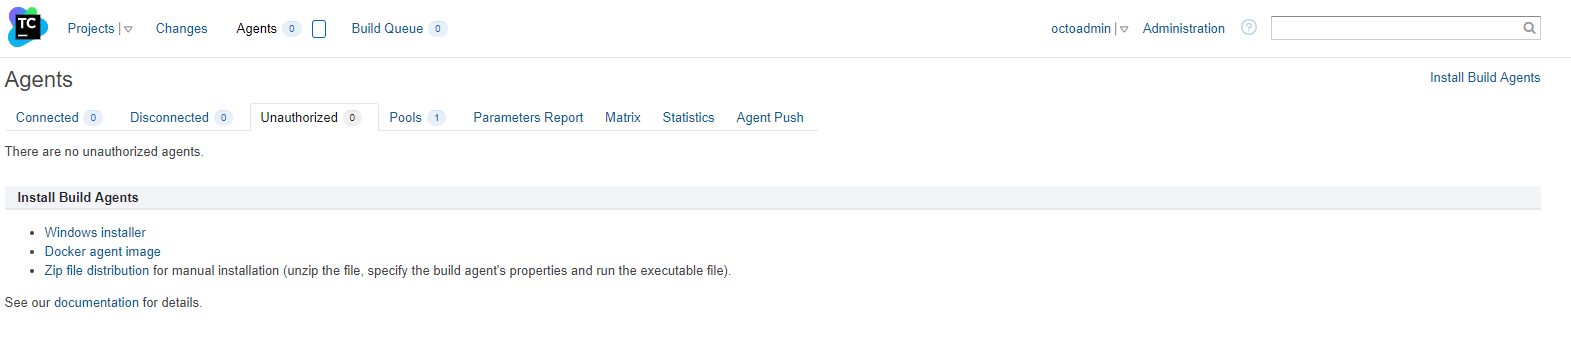 TC Projects Changes Agents 0 Build Queue 0 octoadmin Administration ?
Agents Install Build Agents
Connected 0 Disconnected 0 Unauthorized 0 Pools 1 Parameters Report Matrix Statistics Agent Push
There are no unauthorized agents.
Install Build Agents
• Windows installer
• Docker agent image
• Zip file distribution for manual installation (unzip the file, specify the build agent's properties and run the executable file).
See our documentation for details.